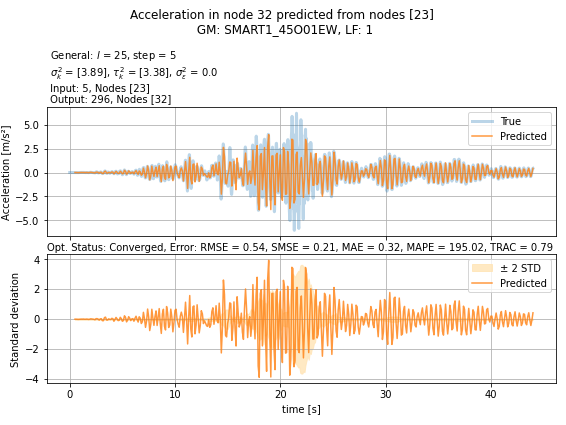 Acceleration in node 32 predicted from nodes [23]
GM: SMART1_45O01EW, LF: 1
General: l = 25, step = 5
σ²ₖ = [3.89], τ²ₖ = [3.38], σ²ε = 0.0
Input: 5, Nodes [23]
Output: 296, Nodes [32]
Acceleration [m/s²]
5.0
2.5
0.0
−2.5
−5.0
True
Predicted
Opt. Status: Converged, Error: RMSE = 0.54, SMSE = 0.21, MAE = 0.32, MAPE = 195.02, TRAC = 0.79
Standard deviation
4
2
0
−2
−4
± 2 STD
Predicted
0 10 20 30 40
time [s]